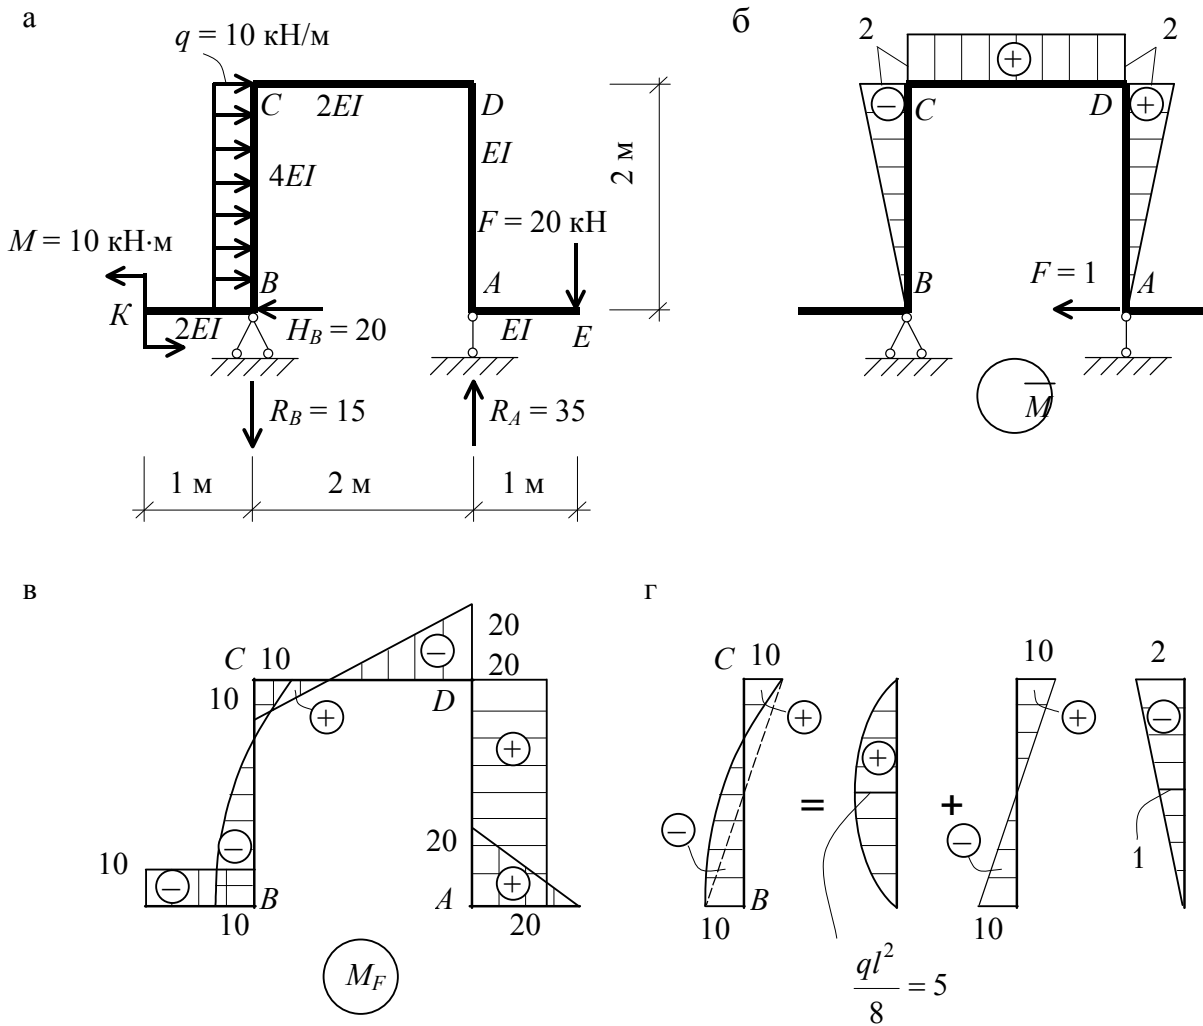 а
q = 10 кН/м
C
2EI
D
EI
4EI
2 м
F = 20 кН
M = 10 кН·м
B
A
К
2EI
H_B = 20
EI
E
R_B = 15
R_A = 35
1 м
2 м
1 м
б
2
2
+
−
+
C
D
F = 1
B
A
M̅
в
20
C
10
−
20
10
+
D
+
20
10
−
−
B
A
+
10
20
M_F
г
C
10
10
2
+
+
−
+
=
+
−
−
1
B
10
10
ql²/8 = 5